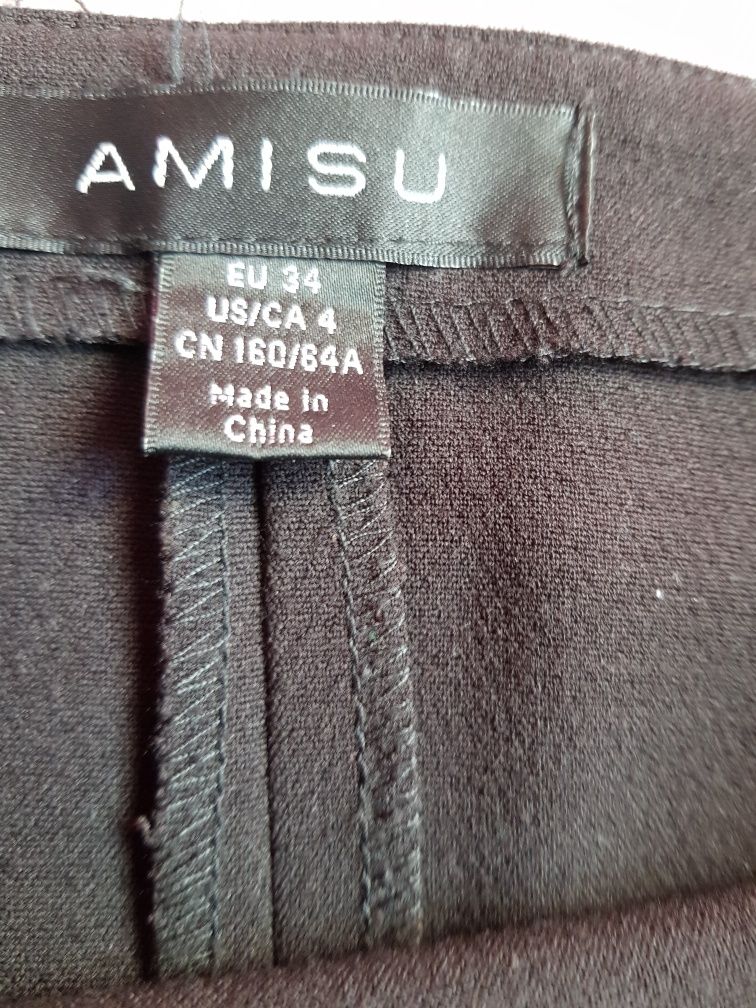 AMISU
EU 34
US/CA 4
CN 160/64A
Made in
China